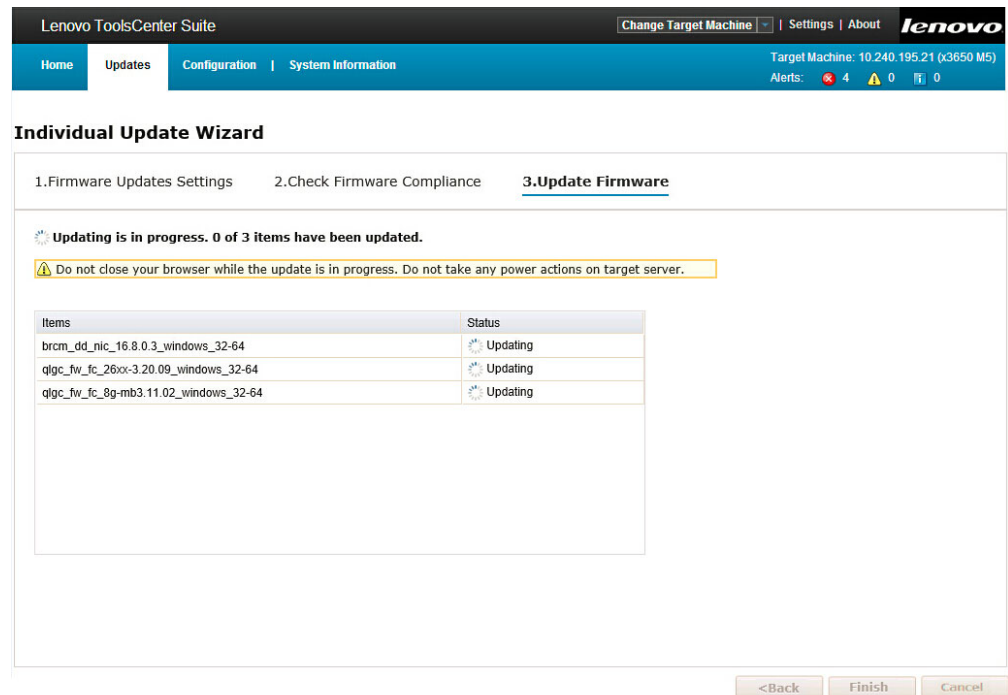 Lenovo ToolsCenter Suite
Change Target Machine | Settings | About lenovo
Home Updates Configuration | System Information
Target Machine: 10.240.195.21 (x3650 M5)
Alerts: 4 0 0
Individual Update Wizard
1.Firmware Updates Settings 2.Check Firmware Compliance 3.Update Firmware
Updating is in progress. 0 of 3 items have been updated.
Do not close your browser while the update is in progress. Do not take any power actions on target server.
Items Status
brcm_dd_nic_16.8.0.3_windows_32-64 Updating
qlgc_fw_fc_26xx-3.20.09_windows_32-64 Updating
qlgc_fw_fc_8g-mb3.11.02_windows_32-64 Updating
<Back Finish Cancel